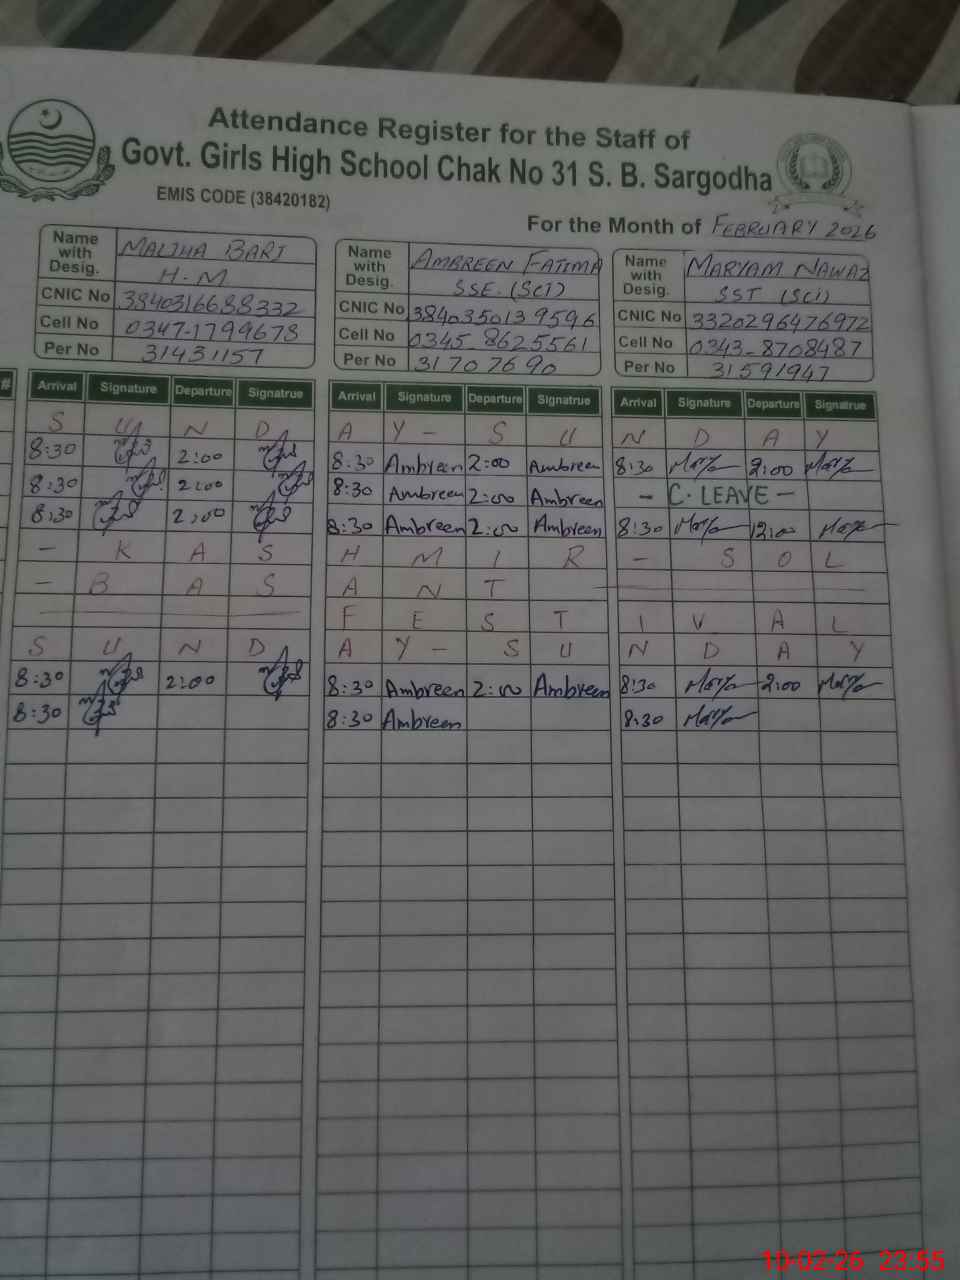 Attendance Register for the Staff of
Govt. Girls High School Chak No 31 S. B. Sargodha
EMIS CODE (38420182)
For the Month of FEBRUARY 2026
Name with Desig. MALIHA BARI H.M
CNIC No 3840316688332
Cell No 0347-1799678
Per No 31431157
Name with Desig. AMBREEN FATIMA SSE.(SCI)
CNIC No 3840350139596
Cell No 0345-8625561
Per No 31707690
Name with Desig. MARYAM NAWAZ SST (SCI)
CNIC No 3320296476972
Cell No 0343-8708487
Per No 31591947
# Arrival Signature Departure Signatrue Arrival Signature Departure Signatrue Arrival Signature Departure Signatrue
S U N D A Y - S U N D A Y
8:30 2:00 8:30 Ambreen 2:00 Ambreen 8:30 2:00
8:30 2:00 8:30 Ambreen 2:00 Ambreen - C. LEAVE -
8:30 2:00 8:30 Ambreen 2:00 Ambreen 8:30 12:00
- K A S H M I R - S O L
- B A S A N T
F E S T I V A L
S U N D A Y - S U N D A Y
8:30 2:00 8:30 Ambreen 2:00 Ambreen 8:30 2:00
8:30 8:30 Ambreen 8:30
10-02-26 23:55